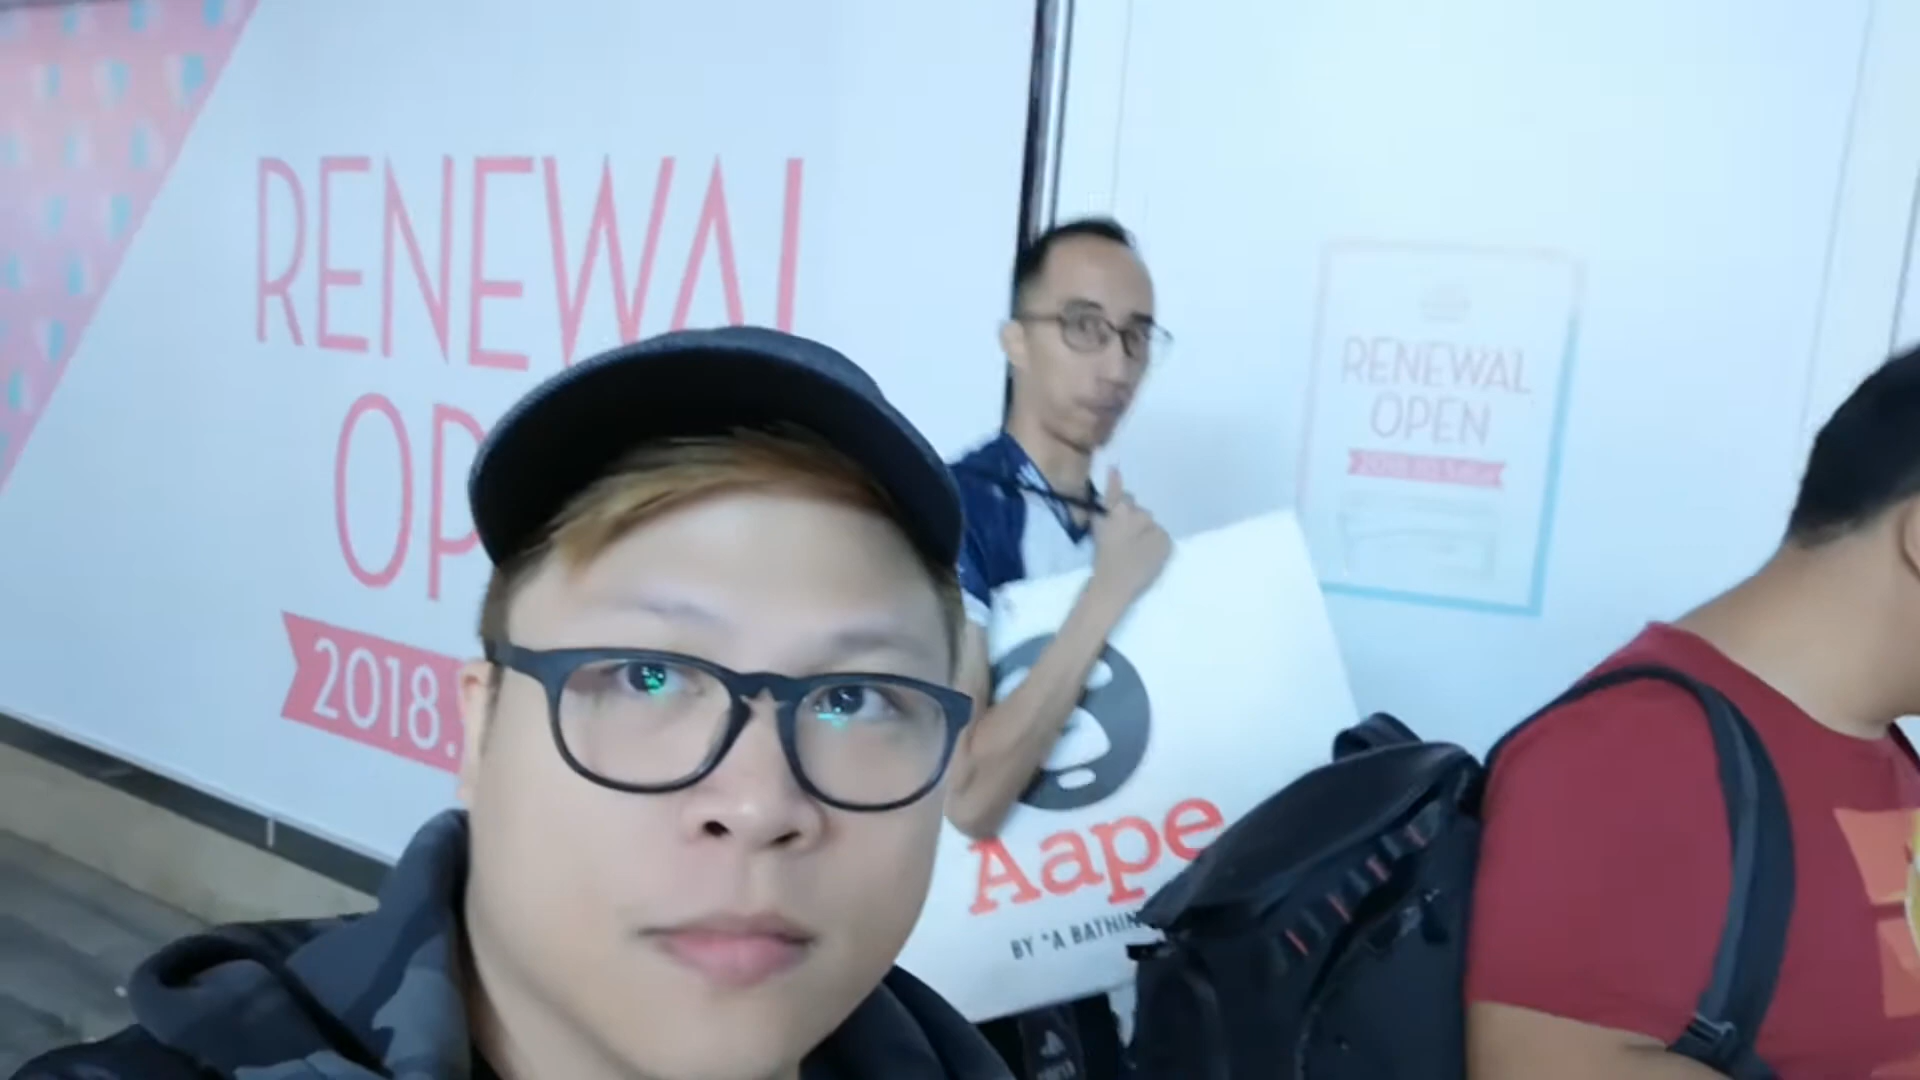 RENEWAL
OP
2018.
Aape
BY "A BATHIN
RENEWAL
OPEN